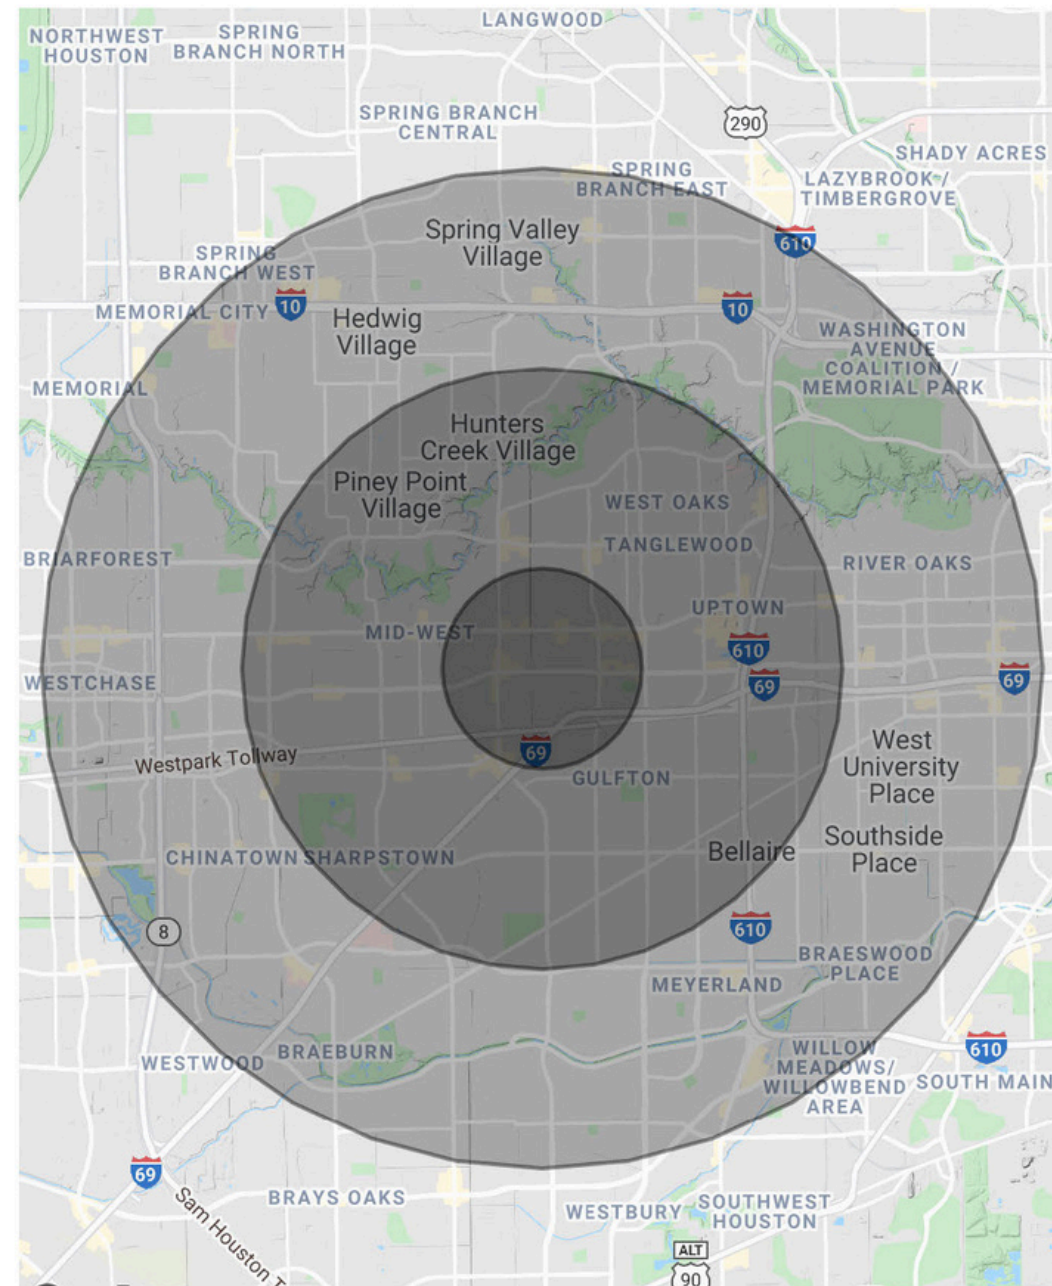 LANGWOOD
NORTHWEST
HOUSTON
SPRING
BRANCH NORTH
SPRING BRANCH
CENTRAL
290
SHADY ACRES
SPRING
BRANCH EAST
LAZYBROOK /
TIMBERGROVE
Spring Valley
Village
610
SPRING
BRANCH WEST
MEMORIAL CITY
10
10
Hedwig
Village
WASHINGTON
AVENUE
COALITION /
MEMORIAL PARK
MEMORIAL
Hunters
Creek Village
Piney Point
Village
WEST OAKS
TANGLEWOOD
BRIARFOREST
RIVER OAKS
UPTOWN
MID-WEST
610
WESTCHASE
69
69
69
West
University
Place
Westpark Tollway
GULFTON
Bellaire
Southside
Place
CHINATOWN
SHARPSTOWN
8
610
BRAESWOOD
PLACE
MEYERLAND
WESTWOOD
BRAEBURN
WILLOW
MEADOWS/
WILLOWBEND
AREA
610
SOUTH MAIN
69
Sam Houston T
BRAYS OAKS
WESTBURY
SOUTHWEST
HOUSTON
ALT
90